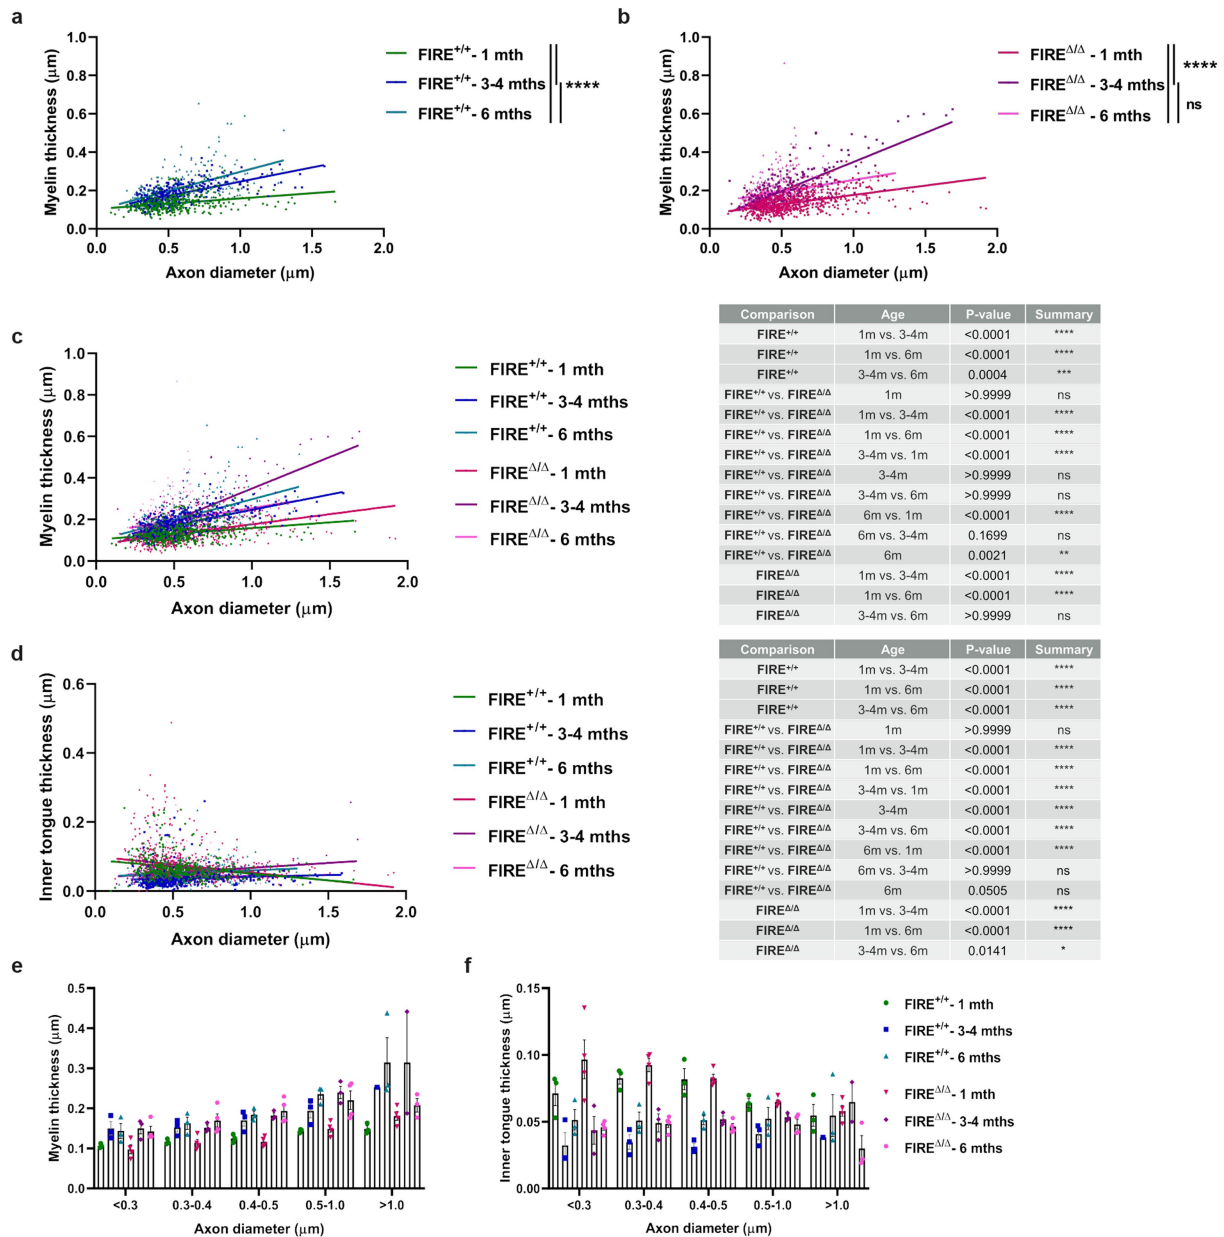 a
1.0
0.8
0.6
0.4
0.2
0.0
0.0 0.5 1.0 1.5 2.0
Myelin thickness (μm)
Axon diameter (μm)
FIRE+/+- 1 mth
FIRE+/+- 3-4 mths
FIRE+/+- 6 mths
****
b
1.0
0.8
0.6
0.4
0.2
0.0
0.0 0.5 1.0 1.5 2.0
Myelin thickness (μm)
Axon diameter (μm)
FIREΔ/Δ- 1 mth
FIREΔ/Δ- 3-4 mths
FIREΔ/Δ - 6 mths
****
ns
c
1.0
0.8
0.6
0.4
0.2
0.0
0.0 0.5 1.0 1.5 2.0
Myelin thickness (μm)
Axon diameter (μm)
FIRE+/+- 1 mth
FIRE+/+- 3-4 mths
FIRE+/+- 6 mths
FIREΔ/Δ- 1 mth
FIREΔ/Δ- 3-4 mths
FIREΔ/Δ - 6 mths
Comparison Age P-value Summary
FIRE+/+ 1m vs. 3-4m <0.0001 ****
FIRE+/+ 1m vs. 6m <0.0001 ****
FIRE+/+ 3-4m vs. 6m 0.0004 ***
FIRE+/+ vs. FIREΔ/Δ 1m >0.9999 ns
FIRE+/+ vs. FIREΔ/Δ 1m vs. 3-4m <0.0001 ****
FIRE+/+ vs. FIREΔ/Δ 1m vs. 6m <0.0001 ****
FIRE+/+ vs. FIREΔ/Δ 3-4m vs. 1m <0.0001 ****
FIRE+/+ vs. FIREΔ/Δ 3-4m >0.9999 ns
FIRE+/+ vs. FIREΔ/Δ 3-4m vs. 6m >0.9999 ns
FIRE+/+ vs. FIREΔ/Δ 6m vs. 1m <0.0001 ****
FIRE+/+ vs. FIREΔ/Δ 6m vs. 3-4m 0.1699 ns
FIRE+/+ vs. FIREΔ/Δ 6m 0.0021 **
FIREΔ/Δ 1m vs. 3-4m <0.0001 ****
FIREΔ/Δ 1m vs. 6m <0.0001 ****
FIREΔ/Δ 3-4m vs. 6m >0.9999 ns
d
0.6
0.4
0.2
0.0
0.0 0.5 1.0 1.5 2.0
Inner tongue thickness (μm)
Axon diameter (μm)
FIRE+/+- 1 mth
FIRE+/+- 3-4 mths
FIRE+/+- 6 mths
FIREΔ/Δ- 1 mth
FIREΔ/Δ- 3-4 mths
FIREΔ/Δ - 6 mths
Comparison Age P-value Summary
FIRE+/+ 1m vs. 3-4m <0.0001 ****
FIRE+/+ 1m vs. 6m <0.0001 ****
FIRE+/+ 3-4m vs. 6m <0.0001 ****
FIRE+/+ vs. FIREΔ/Δ 1m >0.9999 ns
FIRE+/+ vs. FIREΔ/Δ 1m vs. 3-4m <0.0001 ****
FIRE+/+ vs. FIREΔ/Δ 1m vs. 6m <0.0001 ****
FIRE+/+ vs. FIREΔ/Δ 3-4m vs. 1m <0.0001 ****
FIRE+/+ vs. FIREΔ/Δ 3-4m <0.0001 ****
FIRE+/+ vs. FIREΔ/Δ 3-4m vs. 6m <0.0001 ****
FIRE+/+ vs. FIREΔ/Δ 6m vs. 1m <0.0001 ****
FIRE+/+ vs. FIREΔ/Δ 6m vs. 3-4m >0.9999 ns
FIRE+/+ vs. FIREΔ/Δ 6m 0.0505 ns
FIREΔ/Δ 1m vs. 3-4m <0.0001 ****
FIREΔ/Δ 1m vs. 6m <0.0001 ****
FIREΔ/Δ 3-4m vs. 6m 0.0141 *
e
0.5
0.4
0.3
0.2
0.1
0.0
<0.3 0.3-0.4 0.4-0.5 0.5-1.0 >1.0
Myelin thickness (μm)
Axon diameter (μm)
f
0.15
0.10
0.05
0.00
<0.3 0.3-0.4 0.4-0.5 0.5-1.0 >1.0
Inner tongue thickness (μm)
Axon diameter (μm)
FIRE+/+- 1 mth
FIRE+/+- 3-4 mths
FIRE+/+- 6 mths
FIREΔ/Δ- 1 mth
FIREΔ/Δ- 3-4 mths
FIREΔ/Δ - 6 mths